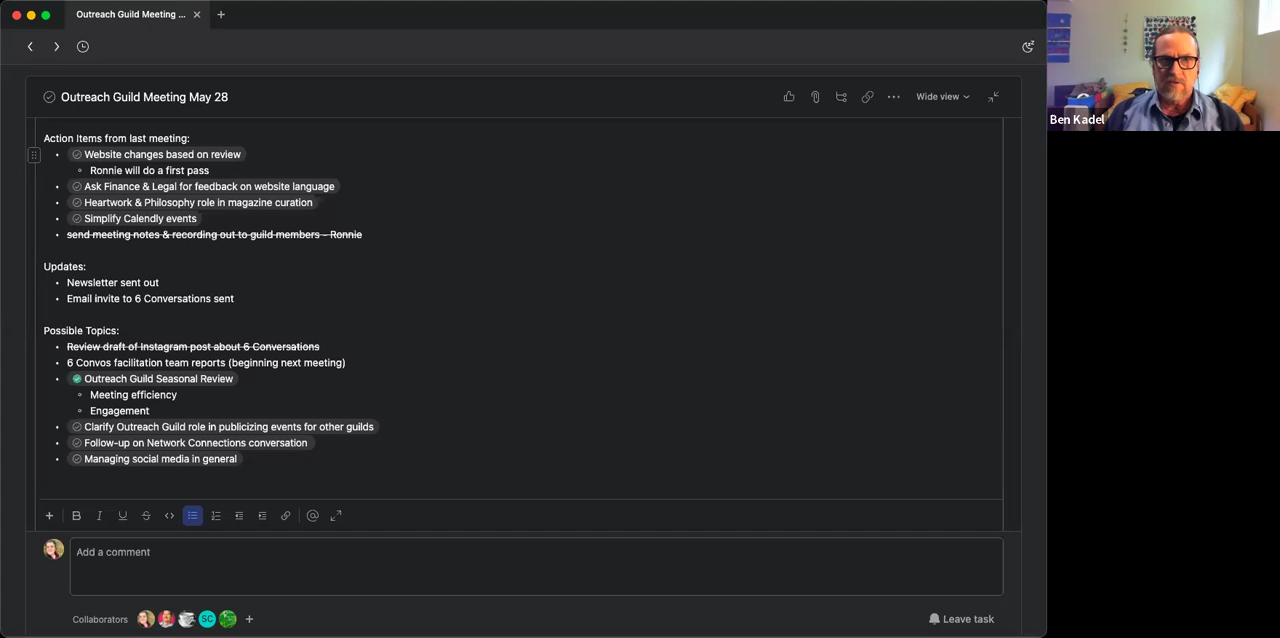 Outreach Guild Meeting ...
Outreach Guild Meeting May 28
Wide view
Ben Kadel
Action Items from last meeting:
Website changes based on review
Ronnie will do a first pass
Ask Finance & Legal for feedback on website language
Heartwork & Philosophy role in magazine curation
Simplify Calendly events
send meeting notes & recording out to guild members - Ronnie
Updates:
Newsletter sent out
Email invite to 6 Conversations sent
Possible Topics:
Review draft of Instagram post about 6 Conversations
6 Convos facilitation team reports (beginning next meeting)
Outreach Guild Seasonal Review
Meeting efficiency
Engagement
Clarify Outreach Guild role in publicizing events for other guilds
Follow-up on Network Connections conversation
Managing social media in general
Add a comment
Collaborators
SC
Leave task